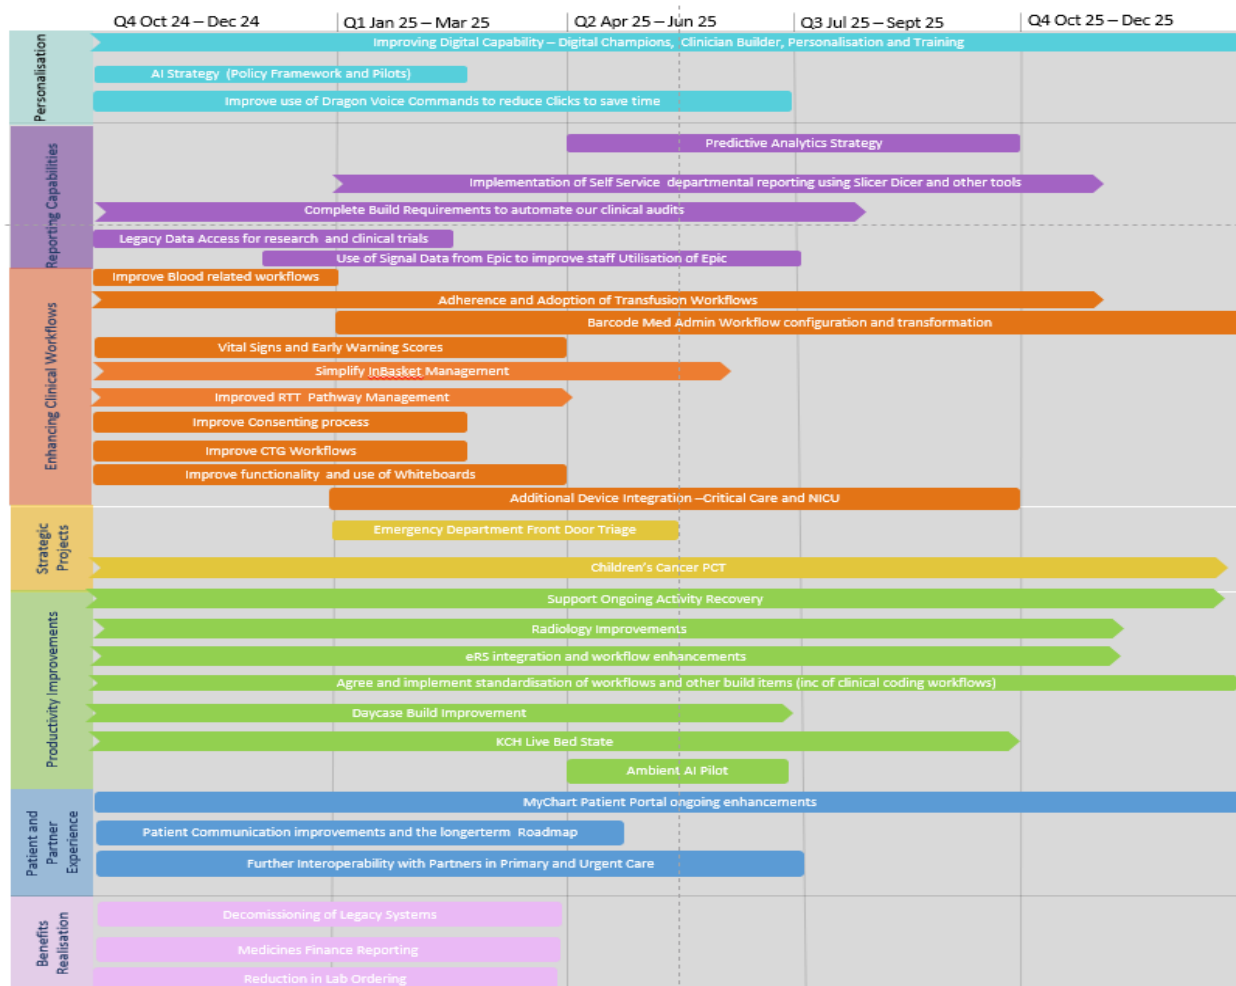 Q4 Oct 24 – Dec 24
Q1 Jan 25 – Mar 25
Q2 Apr 25 – Jun 25
Q3 Jul 25 – Sept 25
Q4 Oct 25 – Dec 25
Personalisation
Improving Digital Capability – Digital Champions, Clinician Builder, Personalisation and Training
AI Strategy (Policy Framework and Pilots)
Improve use of Dragon Voice Commands to reduce Clicks to save time
Reporting Capabilities
Predictive Analytics Strategy
Implementation of Self Service departmental reporting using Slicer Dicer and other tools
Complete Build Requirements to automate our clinical audits
Legacy Data Access for research and clinical trials
Use of Signal Data from Epic to improve staff Utilisation of Epic
Enhancing Clinical Workflows
Improve Blood related workflows
Adherence and Adoption of Transfusion Workflows
Barcode Med Admin Workflow configuration and transformation
Vital Signs and Early Warning Scores
Simplify InBasket Management
Improved RTT Pathway Management
Improve Consenting process
Improve CTG Workflows
Improve functionality and use of Whiteboards
Additional Device Integration –Critical Care and NICU
Strategic
Projects
Emergency Department Front Door Triage
Children's Cancer PCT
Productivity Improvements
Support Ongoing Activity Recovery
Radiology Improvements
eRS integration and workflow enhancements
Agree and implement standardisation of workflows and other build items (inc of clinical coding workflows)
Daycase Build Improvement
KCH Live Bed State
Ambient AI Pilot
Patient and
Partner
Experience
MyChart Patient Portal ongoing enhancements
Patient Communication improvements and the longerterm Roadmap
Further Interoperability with Partners in Primary and Urgent Care
Benefits
Realisation
Decomissioning of Legacy Systems
Medicines Finance Reporting
Reduction in Lab Ordering